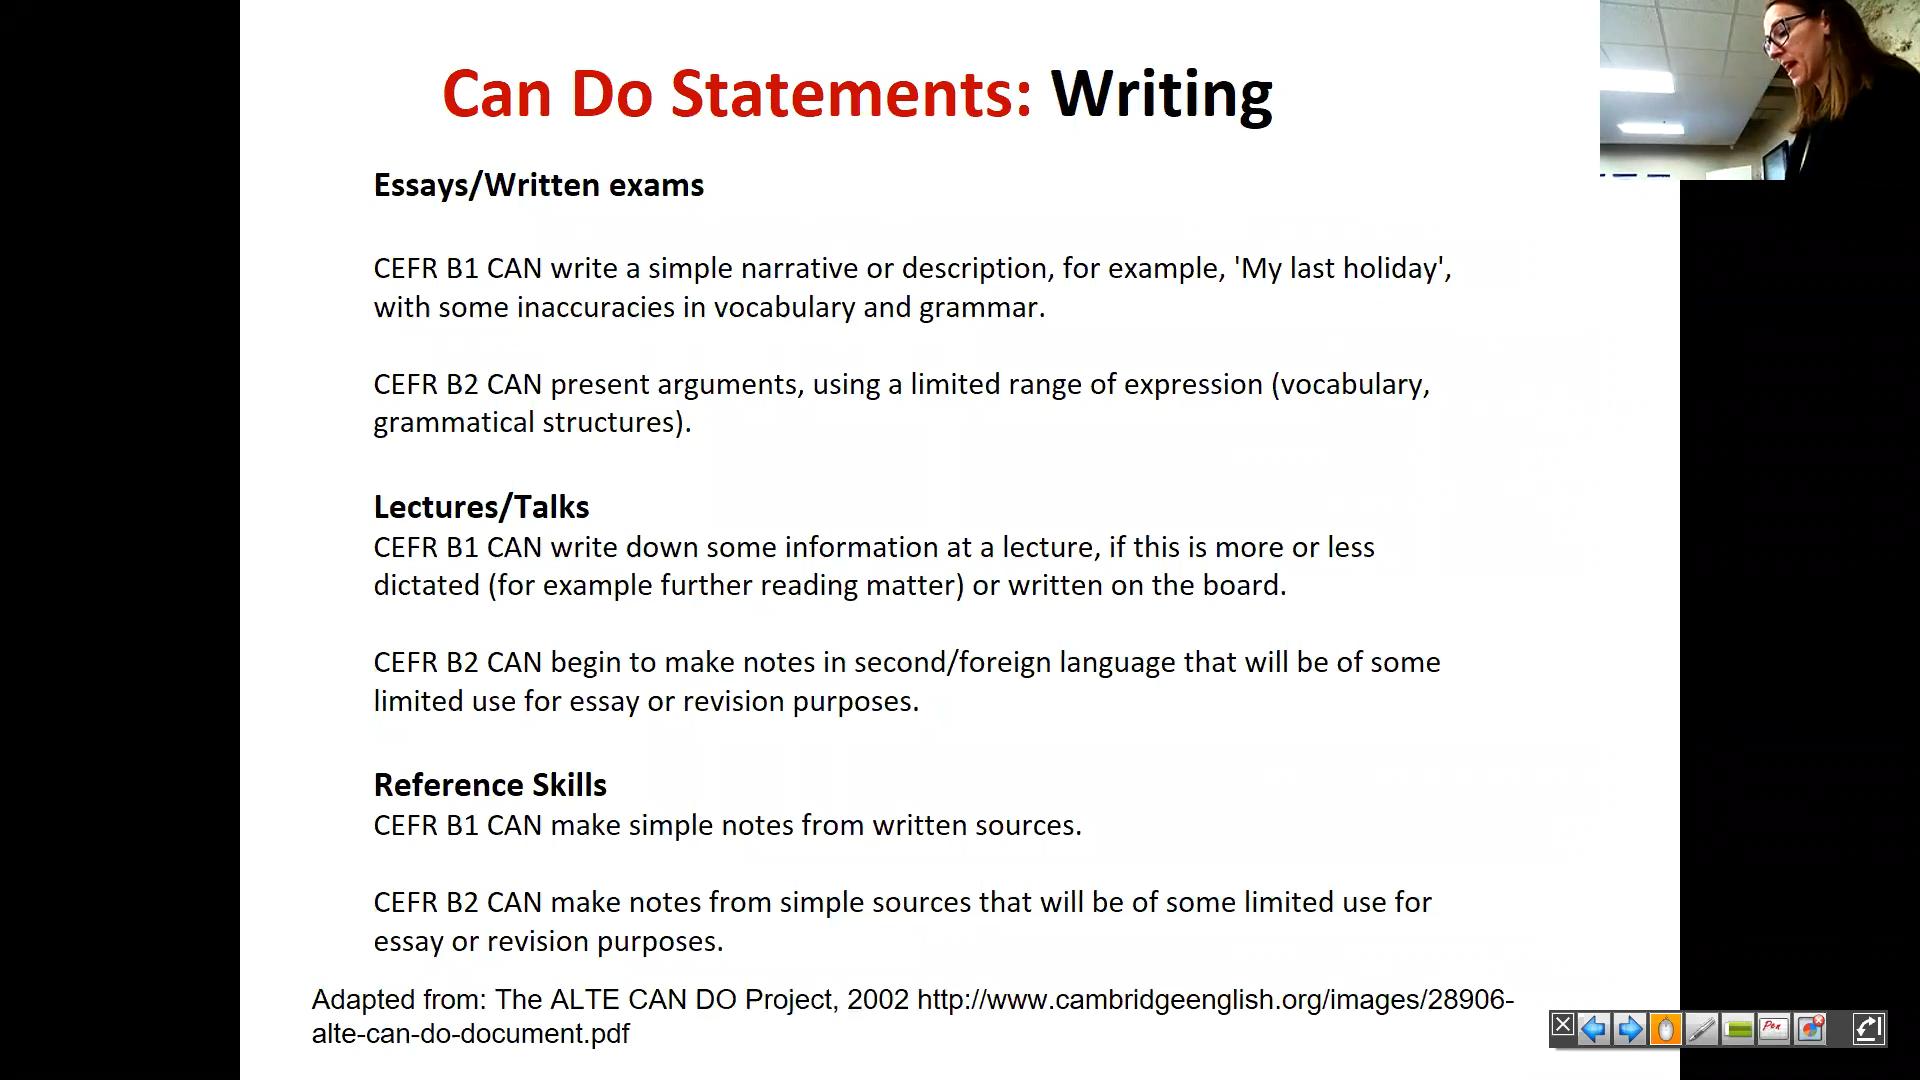 Can Do Statements: Writing
Essays/Written exams
CEFR B1 CAN write a simple narrative or description, for example, 'My last holiday',
with some inaccuracies in vocabulary and grammar.
CEFR B2 CAN present arguments, using a limited range of expression (vocabulary,
grammatical structures).
Lectures/Talks
CEFR B1 CAN write down some information at a lecture, if this is more or less
dictated (for example further reading matter) or written on the board.
CEFR B2 CAN begin to make notes in second/foreign language that will be of some
limited use for essay or revision purposes.
Reference Skills
CEFR B1 CAN make simple notes from written sources.
CEFR B2 CAN make notes from simple sources that will be of some limited use for
essay or revision purposes.
Adapted from: The ALTE CAN DO Project, 2002 http://www.cambridgeenglish.org/images/28906-
alte-can-do-document.pdf
Pen